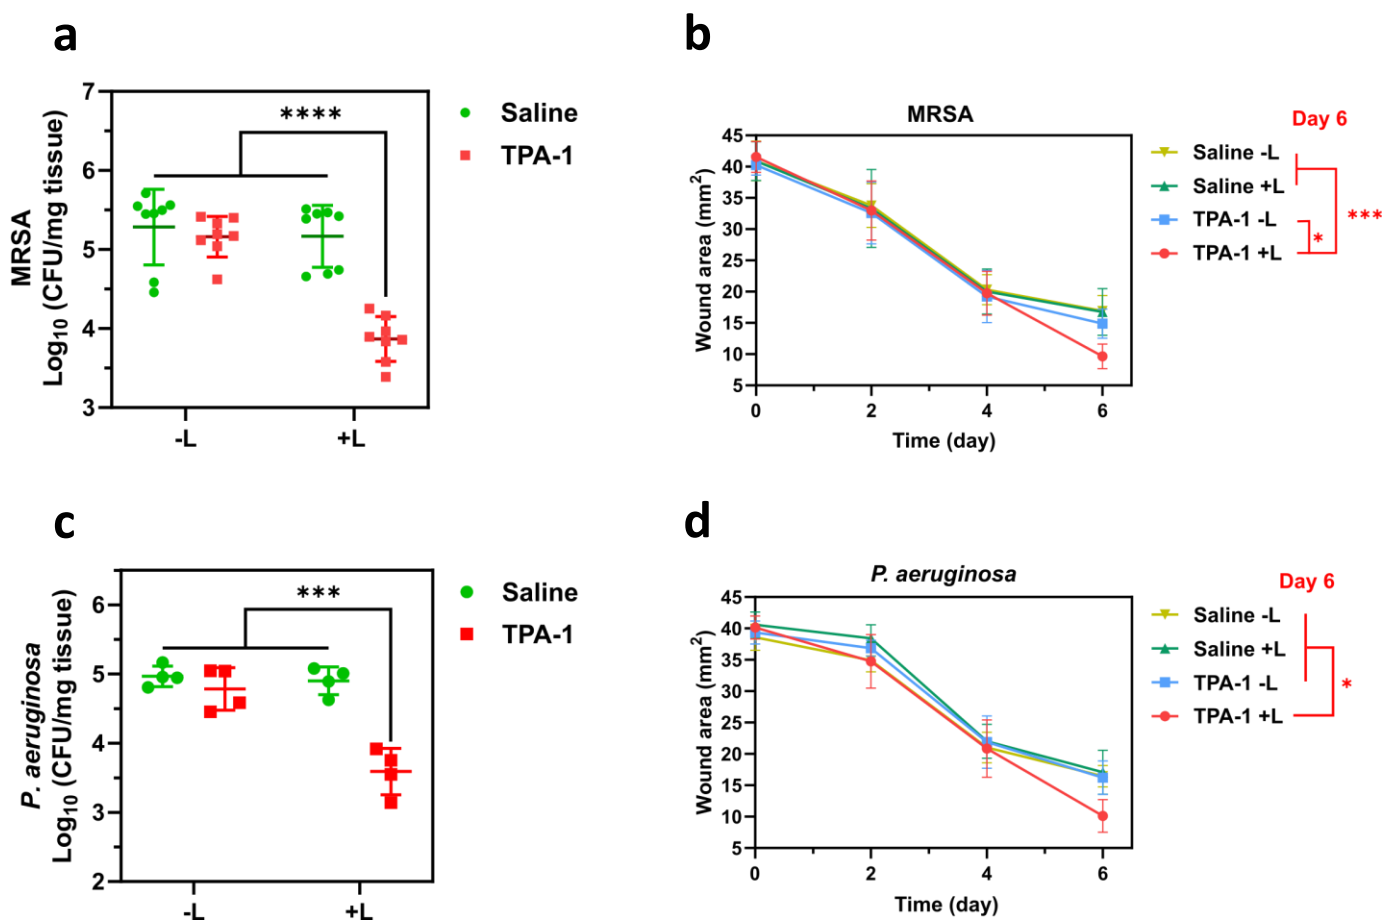 a
7
6
5
4
3
MRSA
Log10 (CFU/mg tissue)
****
-L
+L
Saline
TPA-1
b
MRSA
45
40
35
30
25
20
15
10
5
Wound area (mm2)
0
2
4
6
Time (day)
Day 6
Saline -L
Saline +L
TPA-1 -L
TPA-1 +L
*
***
c
6
5
4
3
2
P. aeruginosa
Log10 (CFU/mg tissue)
***
-L
+L
Saline
TPA-1
d
P. aeruginosa
45
40
35
30
25
20
15
10
5
Wound area (mm2)
0
2
4
6
Time (day)
Day 6
Saline -L
Saline +L
TPA-1 -L
TPA-1 +L
*